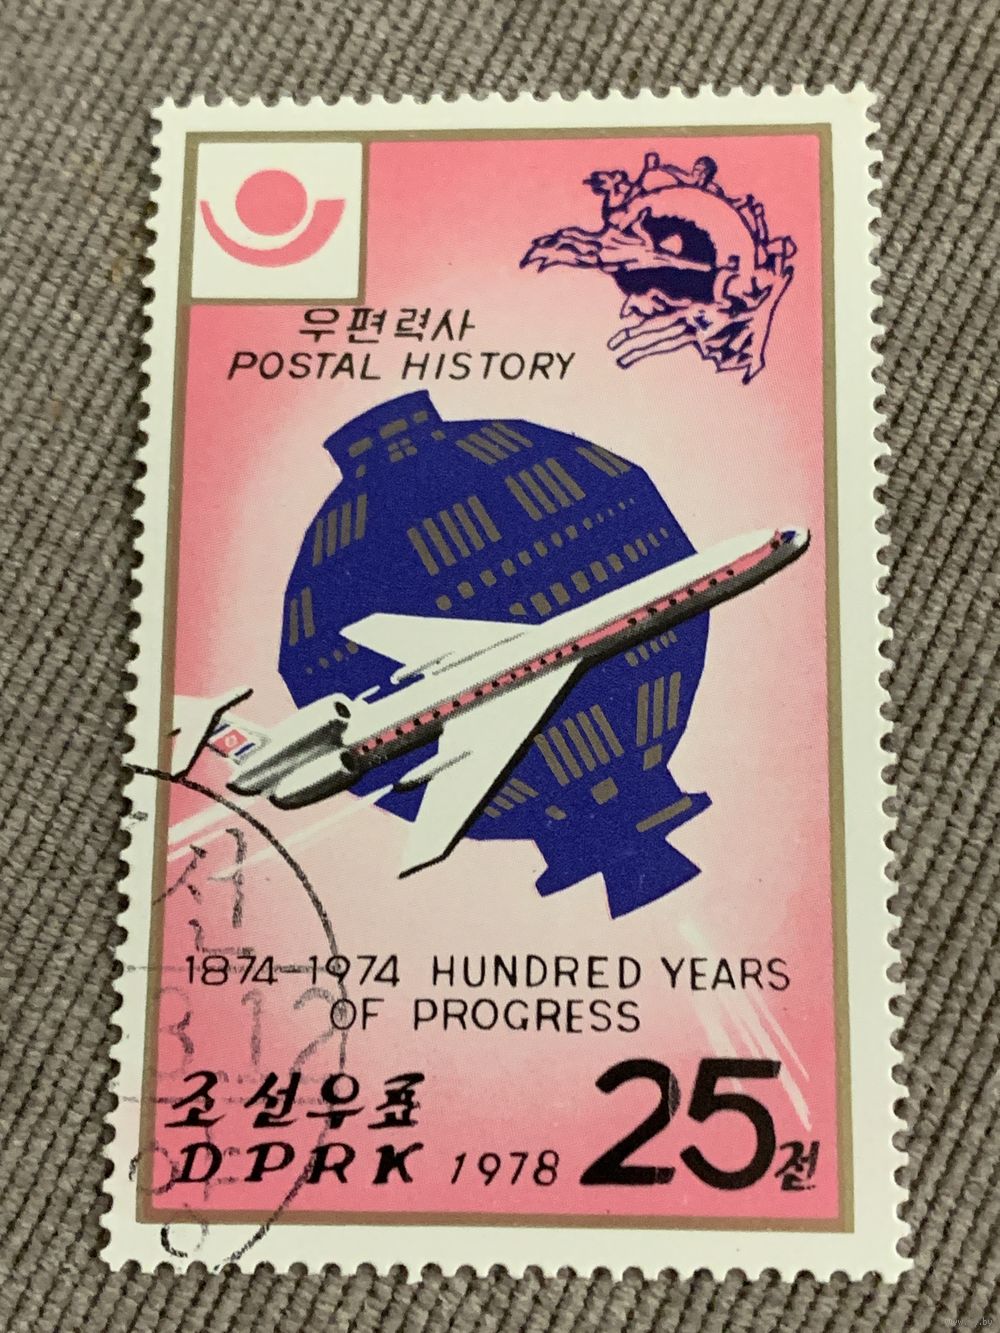 우편력사
POSTAL HISTORY
1874-1974 HUNDRED YEARS
OF PROGRESS
조선우표
DPRK 1978 25전